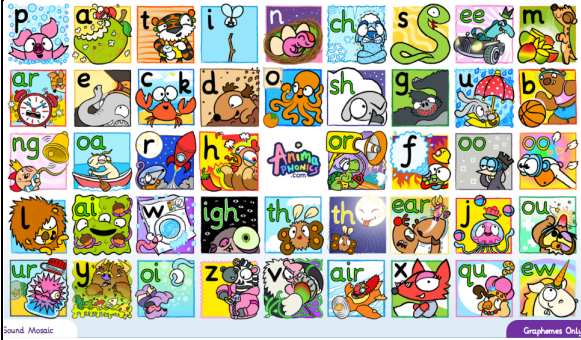 p a t i n ch s ee m
ar e c k d o sh g u b
ng oa r h Anima Phonics .com or f oo oo
l ai w igh th th ear j ou
ur y oi z v air x qu ew
Sound Mosaic
Graphemes Only